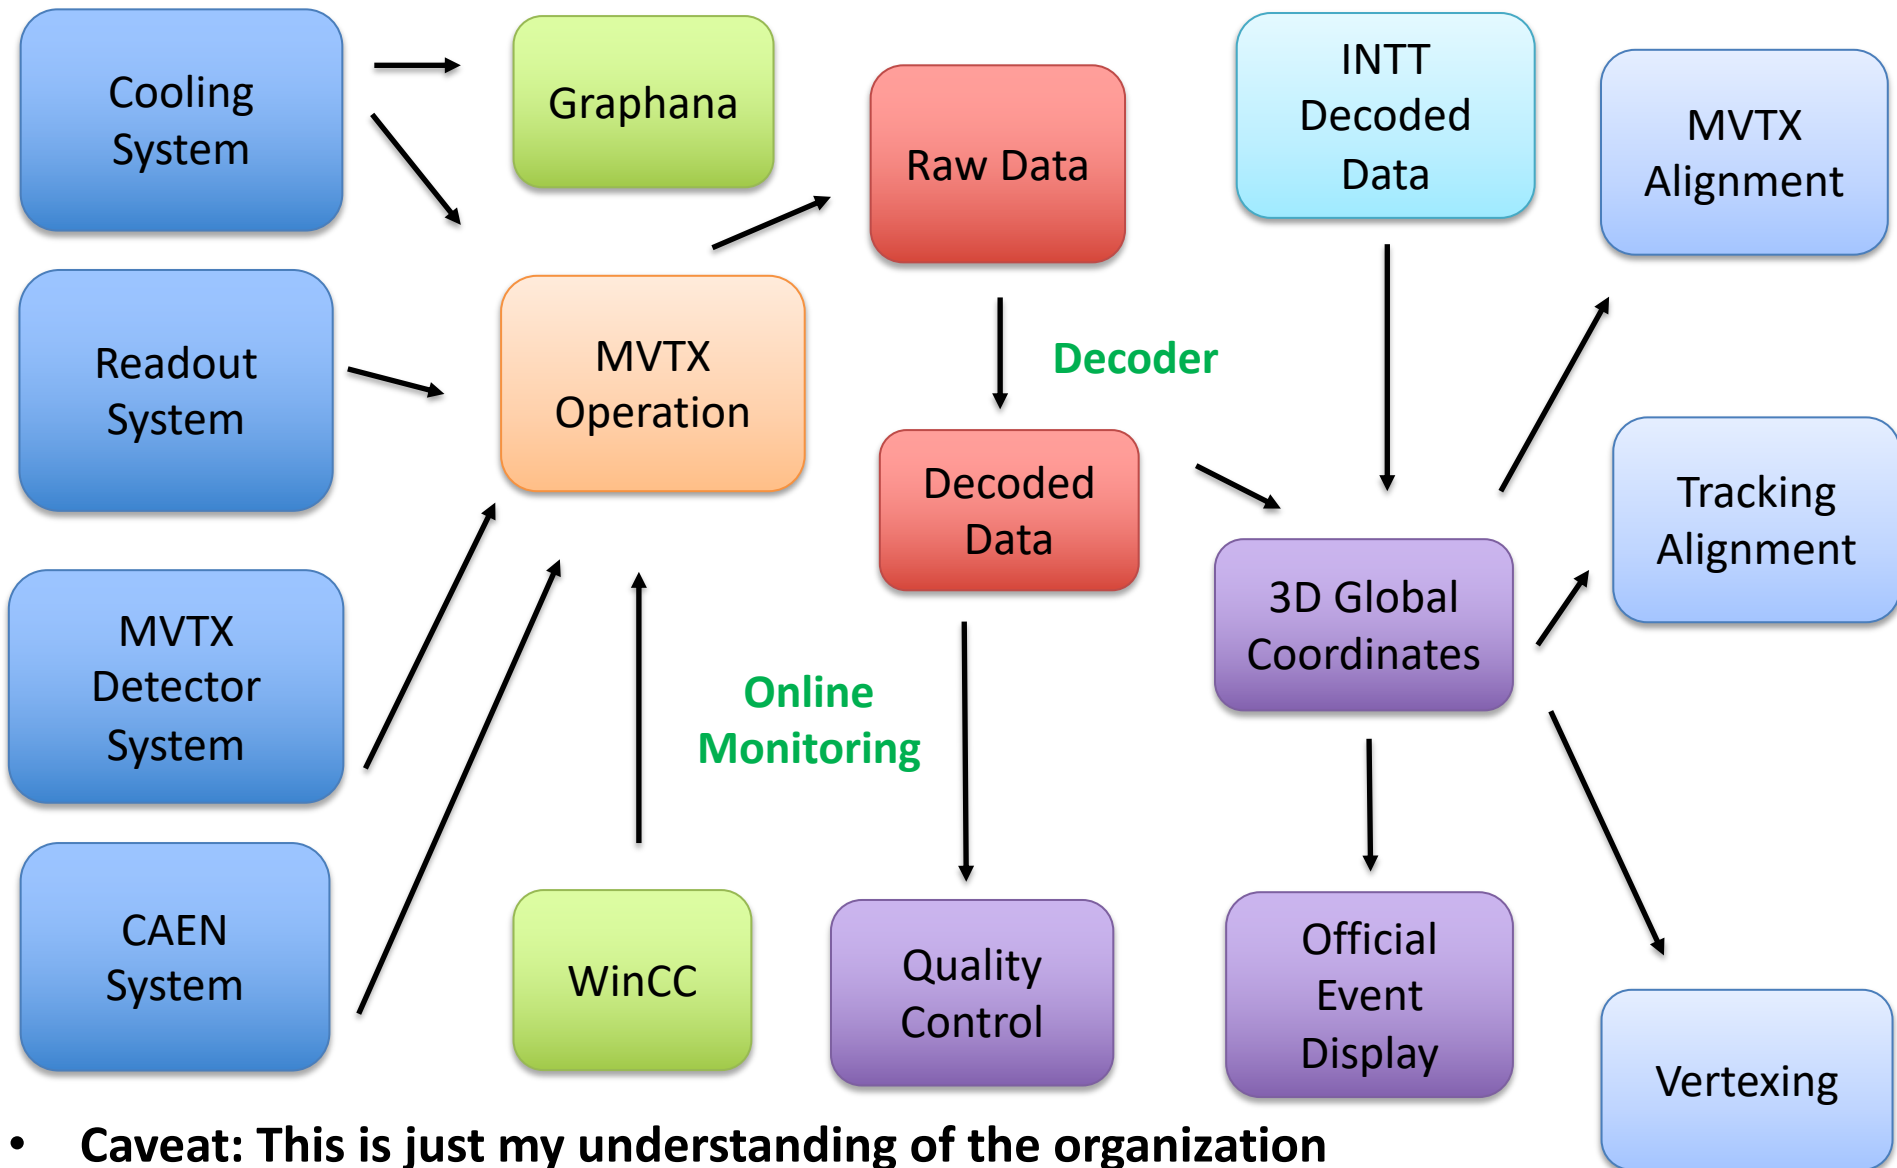 Cooling
System
Graphana
Raw Data
INTT
Decoded
Data
MVTX
Alignment
Readout
System
MVTX
Operation
Decoder
Decoded
Data
Tracking
Alignment
3D Global
Coordinates
MVTX
Detector
System
Online
Monitoring
CAEN
System
WinCC
Quality
Control
Official
Event
Display
Vertexing
• Caveat: This is just my understanding of the organization